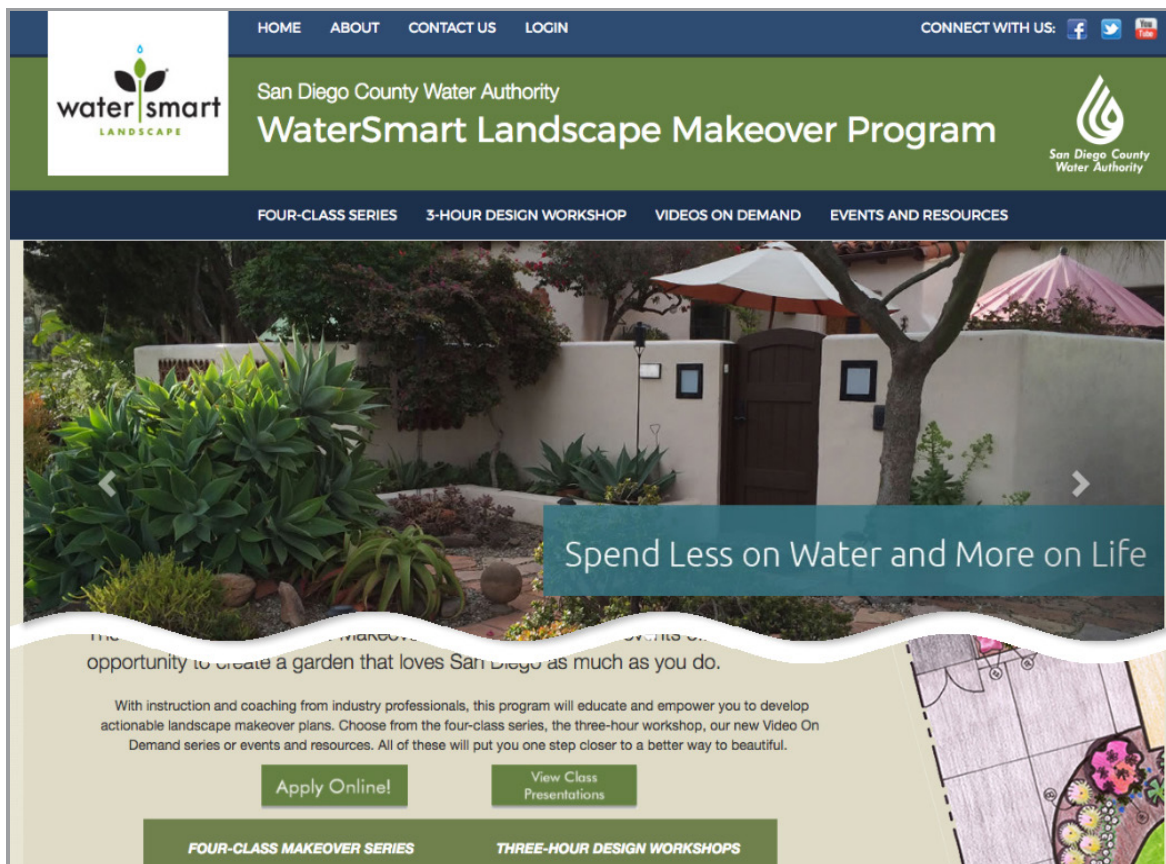 HOME ABOUT CONTACT US LOGIN
CONNECT WITH US:
You
Tube
water smart
LANDSCAPE
San Diego County Water Authority
WaterSmart Landscape Makeover Program
San Diego County
Water Authority
FOUR-CLASS SERIES 3-HOUR DESIGN WORKSHOP VIDEOS ON DEMAND EVENTS AND RESOURCES
Spend Less on Water and More on Life
opportunity to create a garden that loves San Diego as much as you do.
With instruction and coaching from industry professionals, this program will educate and empower you to develop
actionable landscape makeover plans. Choose from the four-class series, the three-hour workshop, our new Video On
Demand series or events and resources. All of these will put you one step closer to a better way to beautiful.
Apply Online!
View Class
Presentations
FOUR-CLASS MAKEOVER SERIES THREE-HOUR DESIGN WORKSHOPS